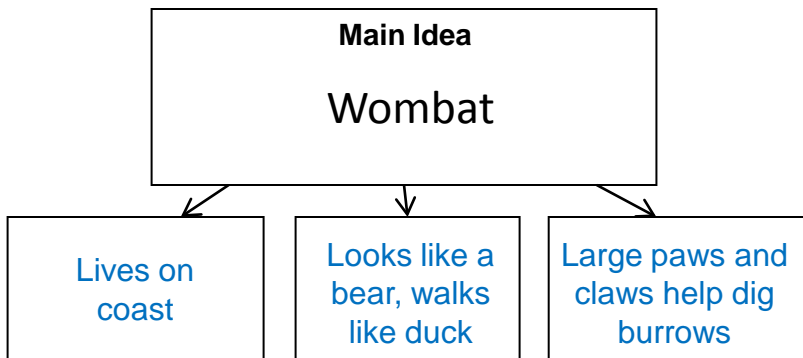 Main Idea
Wombat
Lives on
coast
Looks like a
bear, walks
like duck
Large paws and
claws help dig
burrows